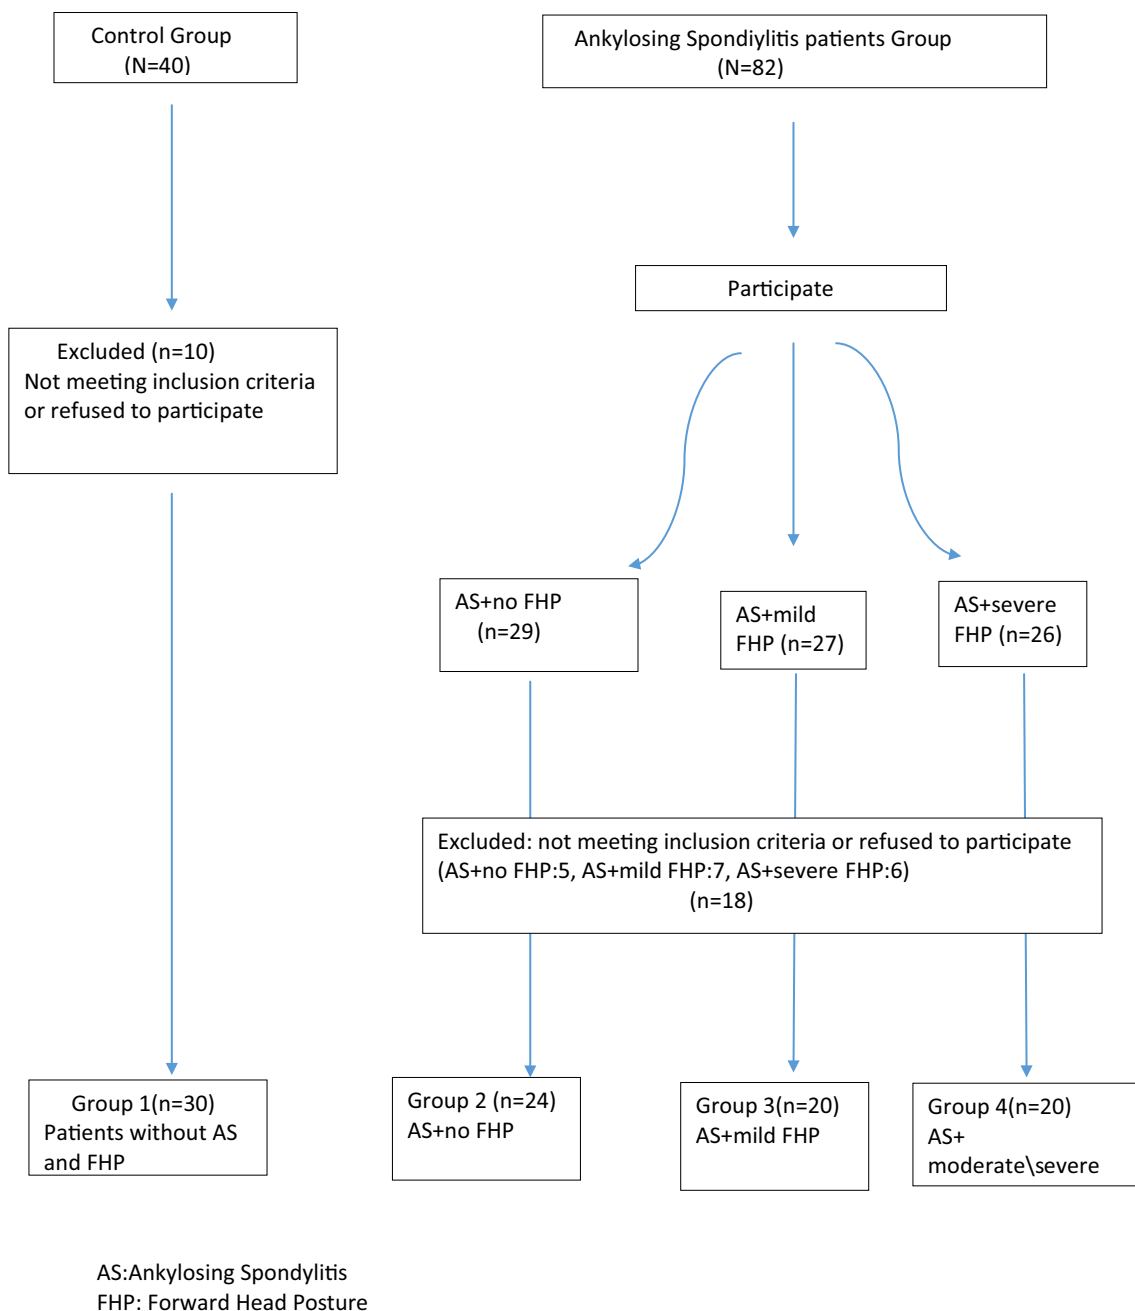 Control Group
(N=40)
Ankylosing Spondiylitis patients Group
(N=82)
Participate
Excluded (n=10)
Not meeting inclusion criteria
or refused to participate
AS+no FHP
(n=29)
AS+mild
FHP (n=27)
AS+severe
FHP (n=26)
Excluded: not meeting inclusion criteria or refused to participate
(AS+no FHP:5, AS+mild FHP:7, AS+severe FHP:6)
(n=18)
Group 1(n=30)
Patients without AS
and FHP
Group 2 (n=24)
AS+no FHP
Group 3(n=20)
AS+mild FHP
Group 4(n=20)
AS+
moderate\severe
AS:Ankylosing Spondylitis
FHP: Forward Head Posture